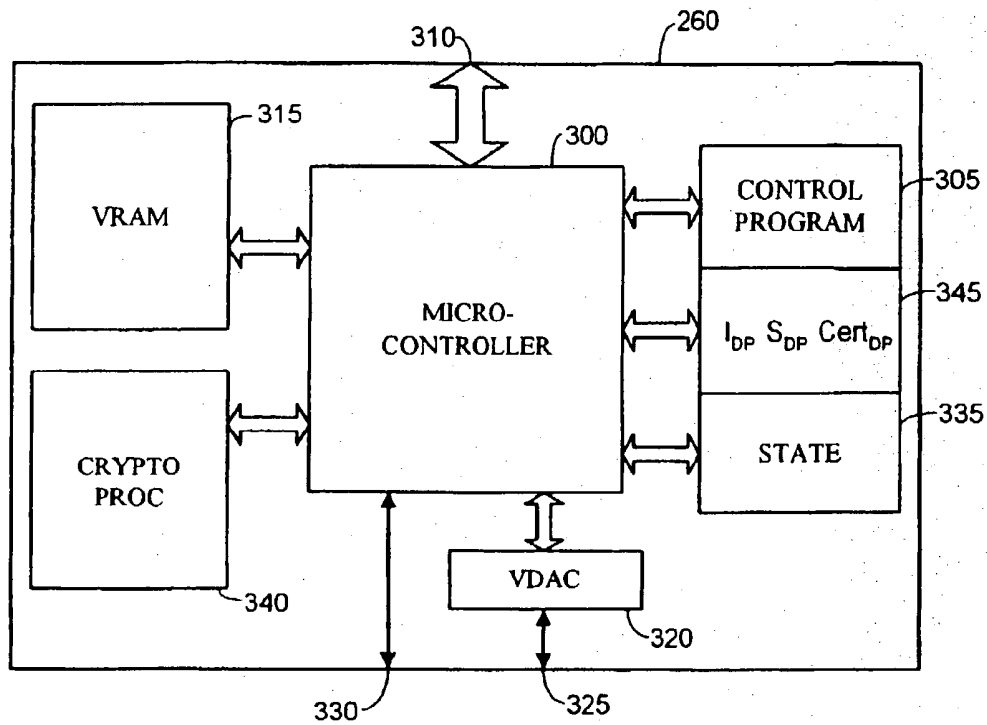 310
260
315
300
VRAM
CONTROL
PROGRAM
305
MICRO-
CONTROLLER
345
I_DP S_DP Cert_DP
335
CRYPTO
PROC
STATE
VDAC
340
320
330
325